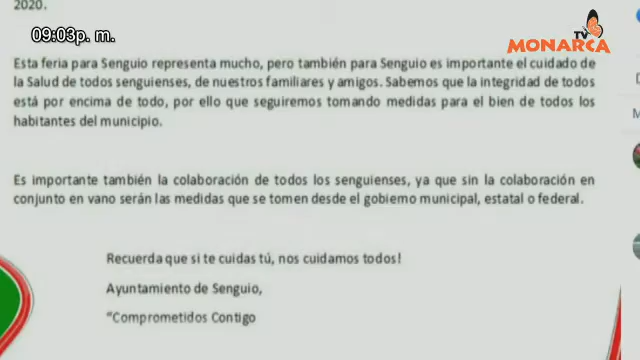 2020.
09:03p. m.
TV
MONARCA
Esta feria para Senguio representa mucho, pero también para Senguio es importante el cuidado de
la Salud de todos senguienses, de nuestros familiares y amigos. Sabemos que la integridad de todos
está por encima de todo, por ello que seguiremos tomando medidas para el bien de todos los
habitantes del municipio.
Es importante también la colaboración de todos los senguienses, ya que sin la colaboración en
conjunto en vano serán las medidas que se tomen desde el gobierno municipal, estatal o federal.
Recuerda que si te cuidas tú, nos cuidamos todos!
Ayuntamiento de Senguio,
"Comprometidos Contigo